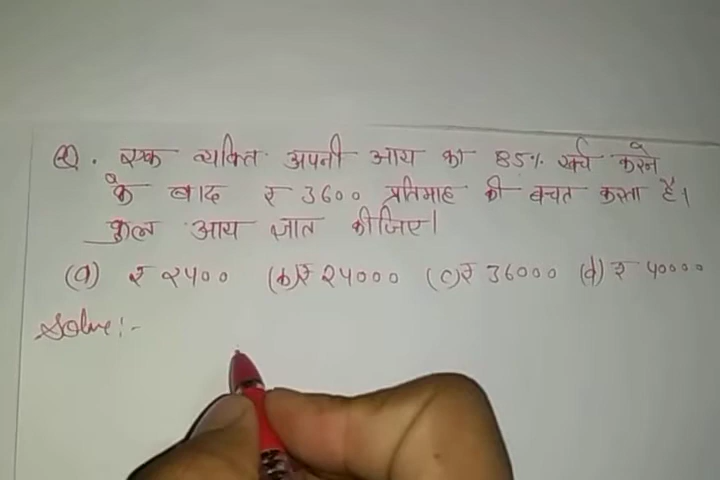 Q. एक व्यक्ति अपनी आय का 85% खर्च करने
के बाद ₹ 3600 प्रतिमाह की बचत करता है।
कुल आय ज्ञात कीजिए।
(a) ₹ 2400 (b) ₹ 24000 (c) ₹ 36000 (d) ₹ 40000
Solve:-